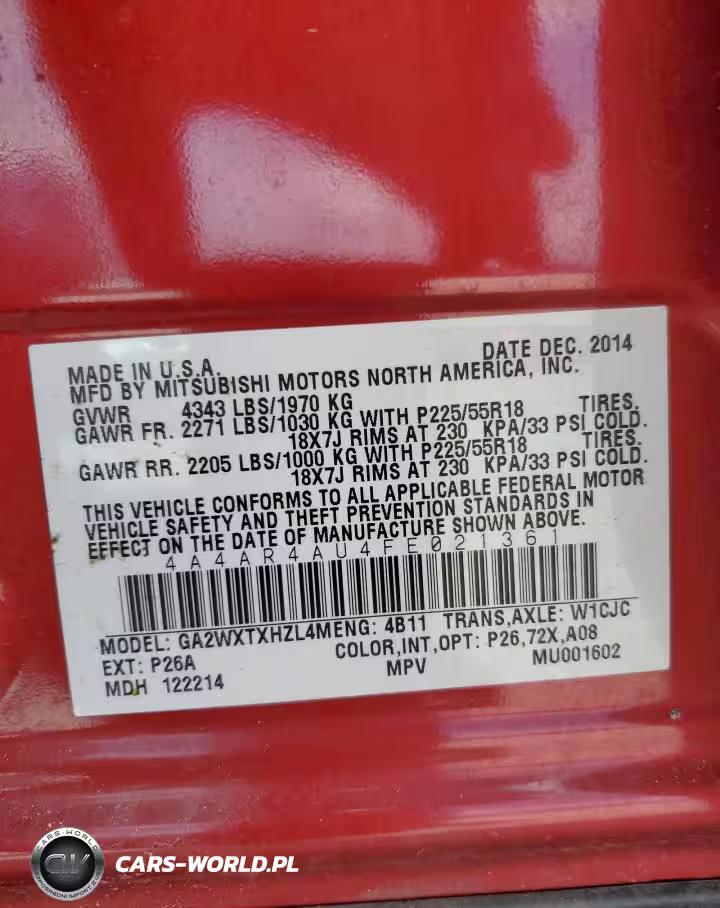 MADE IN U.S.A. DATE DEC. 2014
MFD BY MITSUBISHI MOTORS NORTH AMERICA, INC.
GVWR 4343 LBS/1970 KG
GAWR FR. 2271 LBS/1030 KG WITH P225/55R18 TIRES,
18X7J RIMS AT 230 KPA/33 PSI COLD.
GAWR RR. 2205 LBS/1000 KG WITH P225/55R18 TIRES.
18X7J RIMS AT 230 KPA/33 PSI COLD.
THIS VEHICLE CONFORMS TO ALL APPLICABLE FEDERAL MOTOR
VEHICLE SAFETY AND THEFT PREVENTION STANDARDS IN
EFFECT ON THE DATE OF MANUFACTURE SHOWN ABOVE.
4A4AR4AU4FE021361
MODEL: GA2WXTXHZL4MENG: 4B11 TRANS,AXLE: W1CJC
EXT: P26A COLOR,INT,OPT: P26,72X,A08
MDH 122214 MPV MU001602
CARS-WORLD
CW
CARS-WORLD.PL